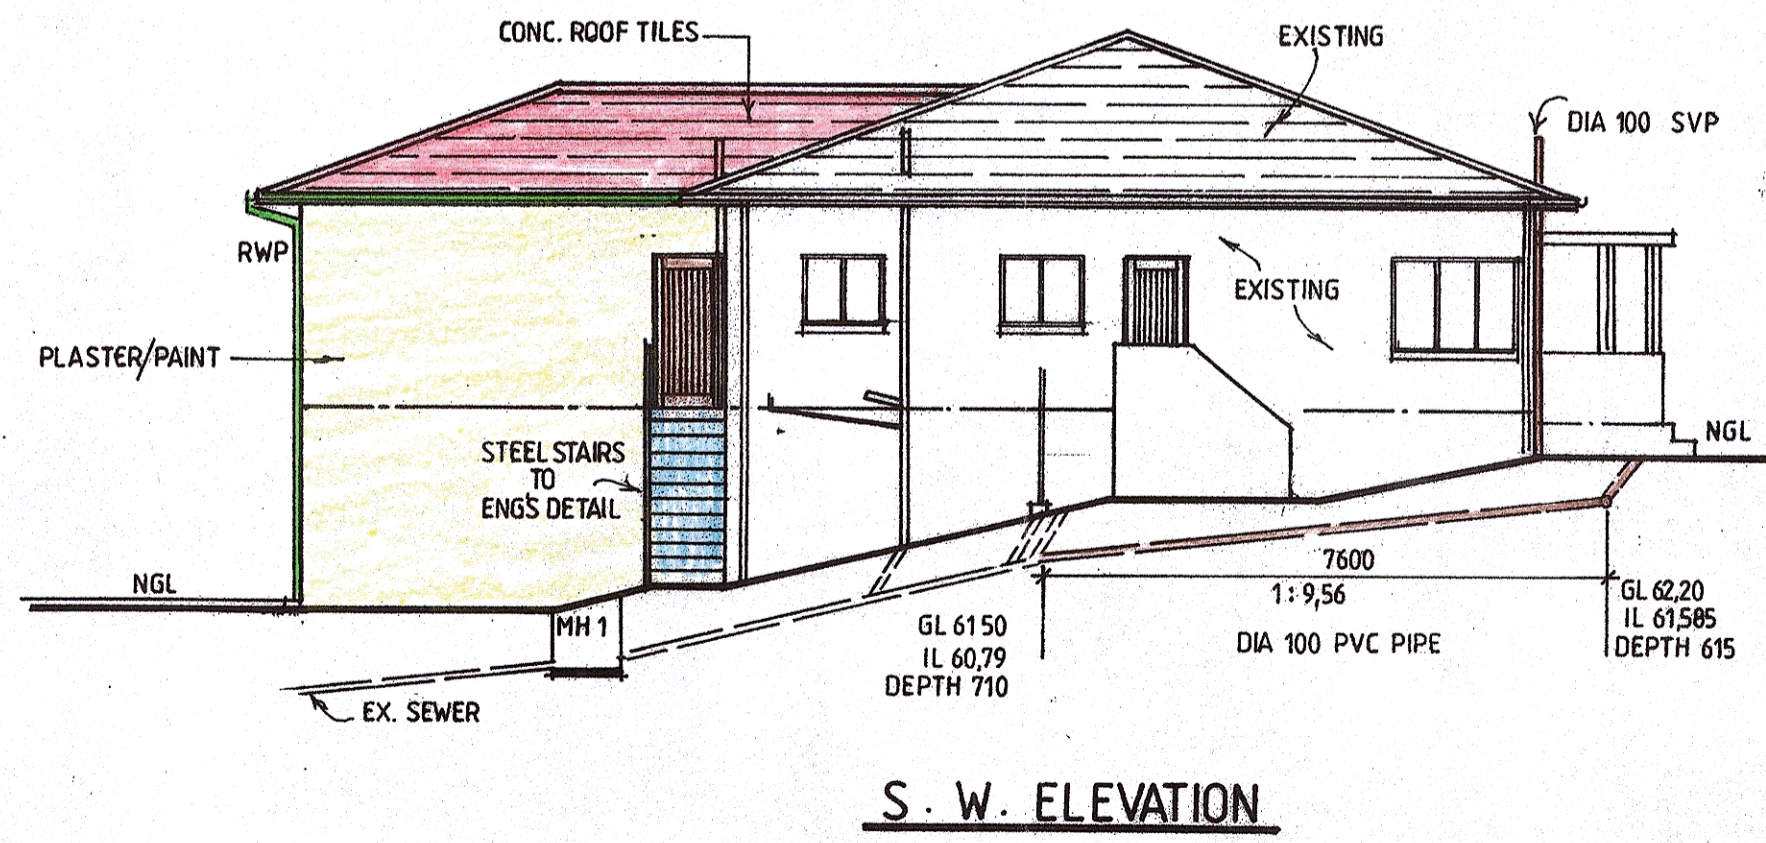 CONC. ROOF TILES
EXISTING
DIA 100 SVP
RWP
EXISTING
PLASTER/PAINT
STEEL STAIRS
TO
ENG'S DETAIL
NGL
NGL
MH 1
7600
1:9,56
DIA 100 PVC PIPE
GL 6150
IL 60,79
DEPTH 710
GL 62,20
IL 61,585
DEPTH 615
EX. SEWER
S. W. ELEVATION